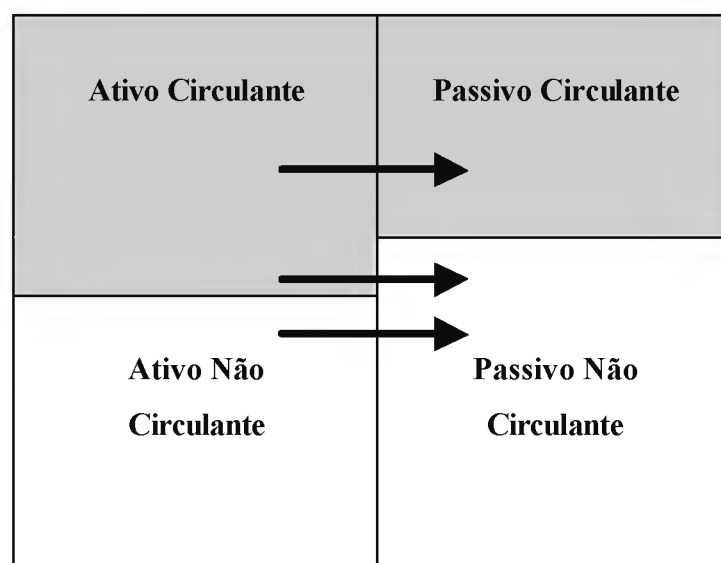 Ativo Circulante
Passivo Circulante
Ativo Não
Circulante
Passivo Não
Circulante